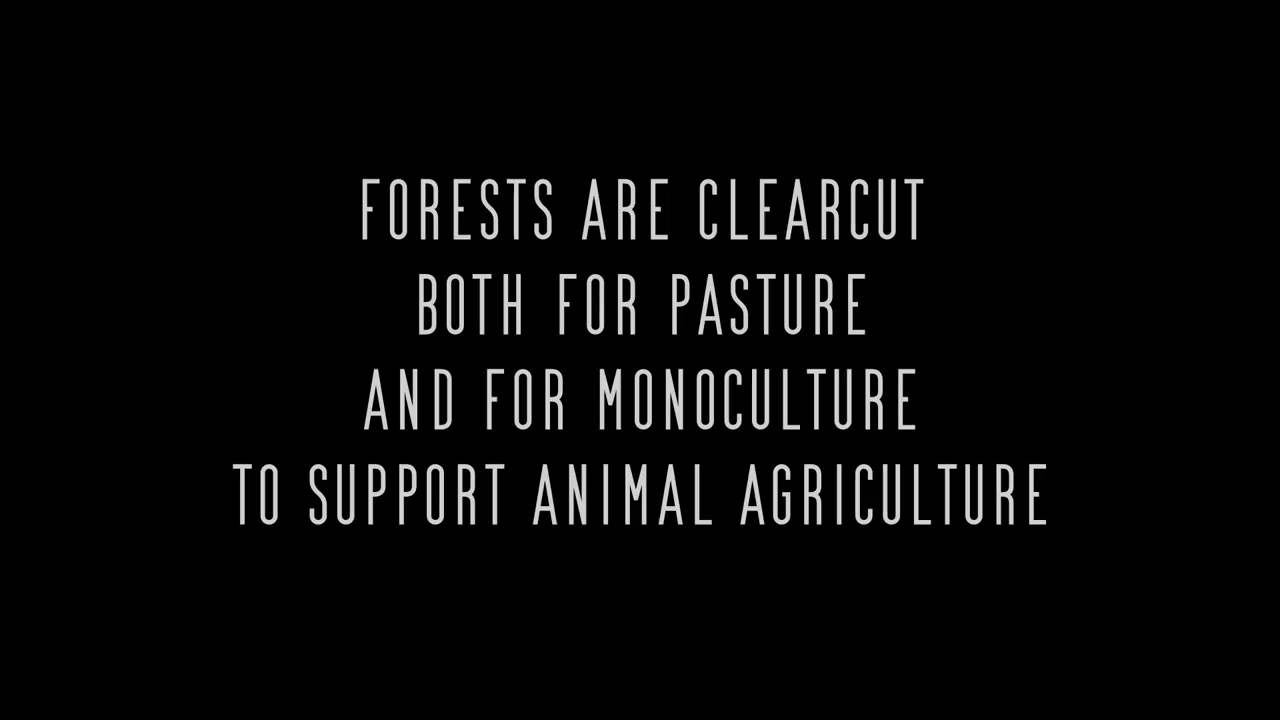 FORESTS ARE CLEARCUT
BOTH FOR PASTURE
AND FOR MONOCULTURE
TO SUPPORT ANIMAL AGRICULTURE